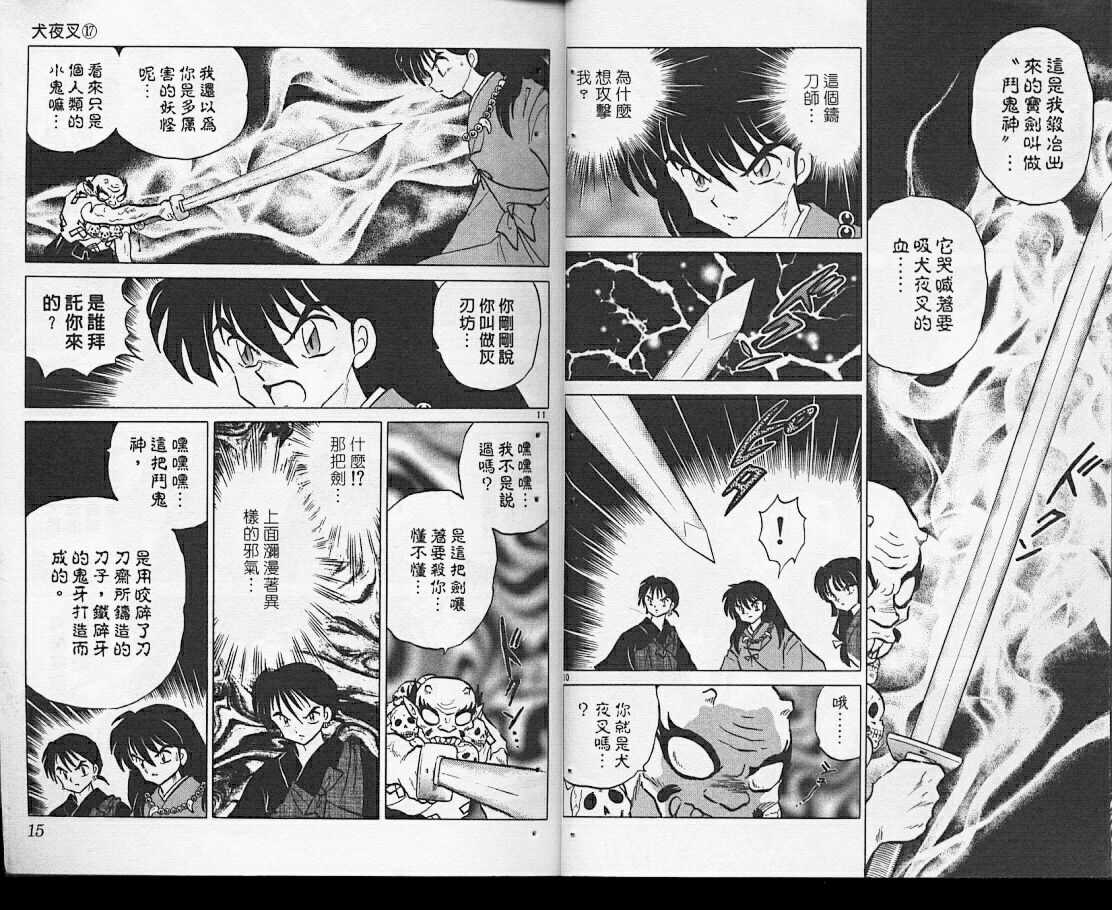 犬夜叉⑰
這是我鍛冶出
來的寶劍叫做
〝鬥鬼神〞…
它哭喊著要
吸犬夜叉的
血……
這個鑄
刀師…
為什麼
想攻擊
我？
！
哦……
你就是犬
夜叉嗎…
？
10
我還以為
你是多厲
害的妖怪
呢…
看來只是
個人類的
小鬼嘛…
你剛剛說
你叫做灰
刃坊…
是誰拜
託你來
的？
11
嘿嘿嘿…
我不是說
過嗎？
是這把劍嚷
著要殺你…
懂不懂…
什麼!?
那把劍…
上面瀰漫著異
樣的邪氣…
嘿嘿嘿…
這把鬥鬼
神，
是用咬碎了刀
刀齋所鑄造的
刀子，鐵碎牙
的鬼牙打造而
成的。
15